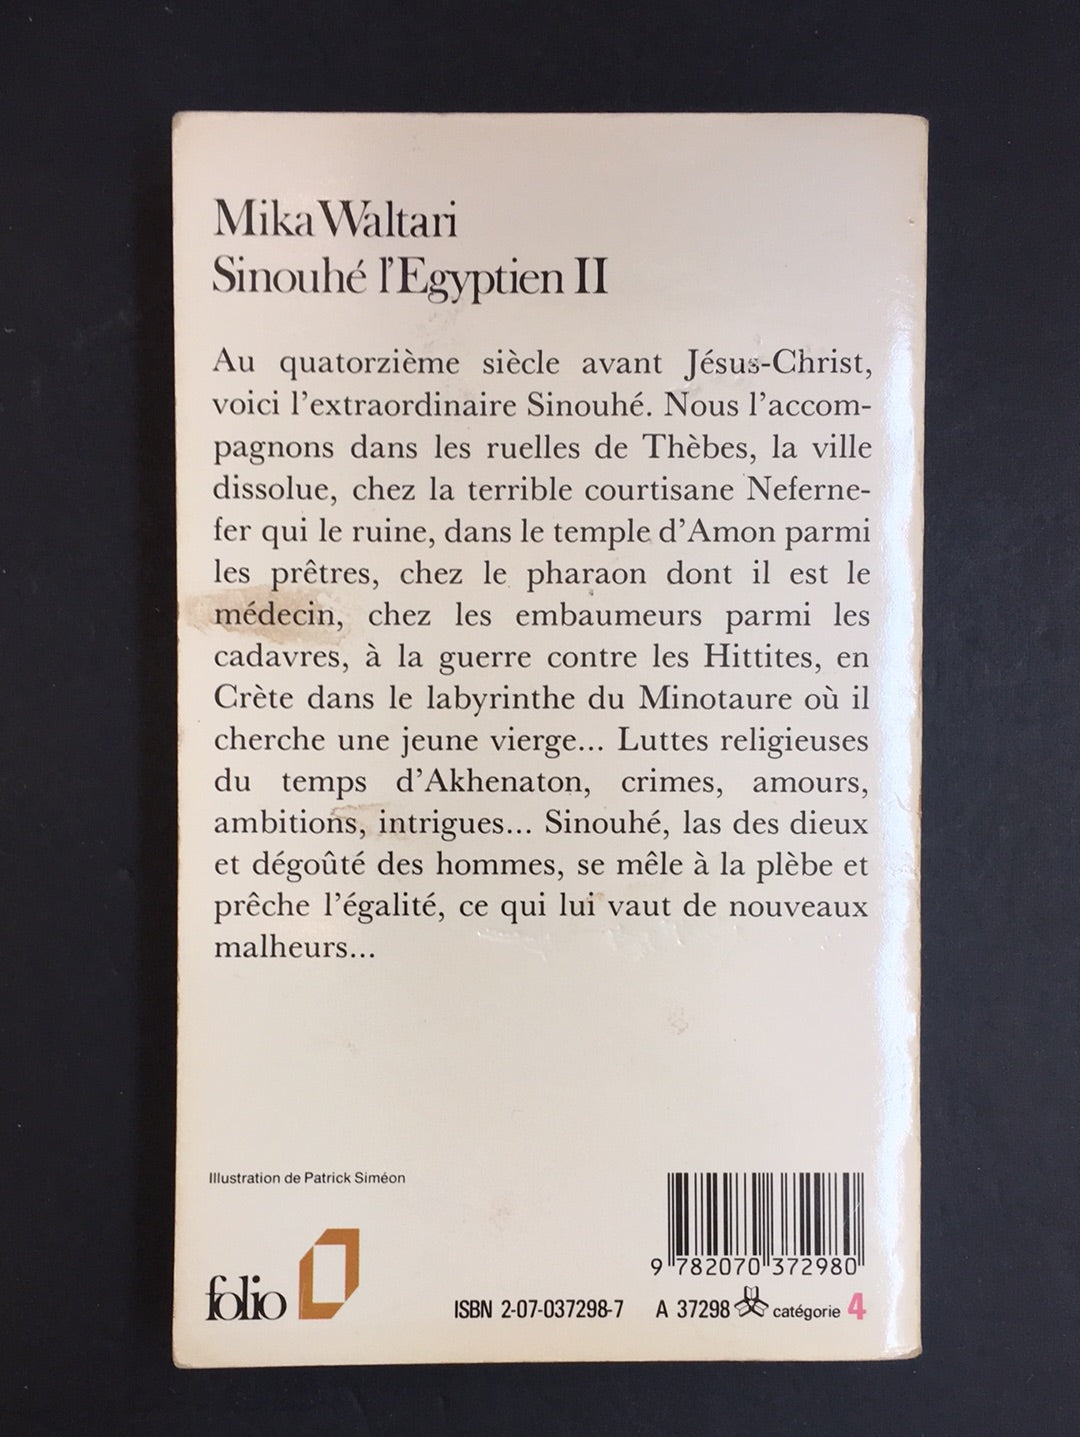 Mika Waltari
Sinouhé l'Egyptien II
Au quatorzième siècle avant Jésus-Christ,
voici l'extraordinaire Sinouhé. Nous l'accom-
pagnons dans les ruelles de Thèbes, la ville
dissolue, chez la terrible courtisane Neferne-
fer qui le ruine, dans le temple d'Amon parmi
les prêtres, chez le pharaon dont il est le
médecin, chez les embaumeurs parmi les
cadavres, à la guerre contre les Hittites, en
Crète dans le labyrinthe du Minotaure où il
cherche une jeune vierge... Luttes religieuses
du temps d'Akhenaton, crimes, amours,
ambitions, intrigues... Sinouhé, las des dieux
et dégoûté des hommes, se mêle à la plèbe et
prêche l'égalité, ce qui lui vaut de nouveaux
malheurs...
Illustration de Patrick Siméon
9 782070 372980
folio
ISBN 2-07-037298-7 A 37298 catégorie 4